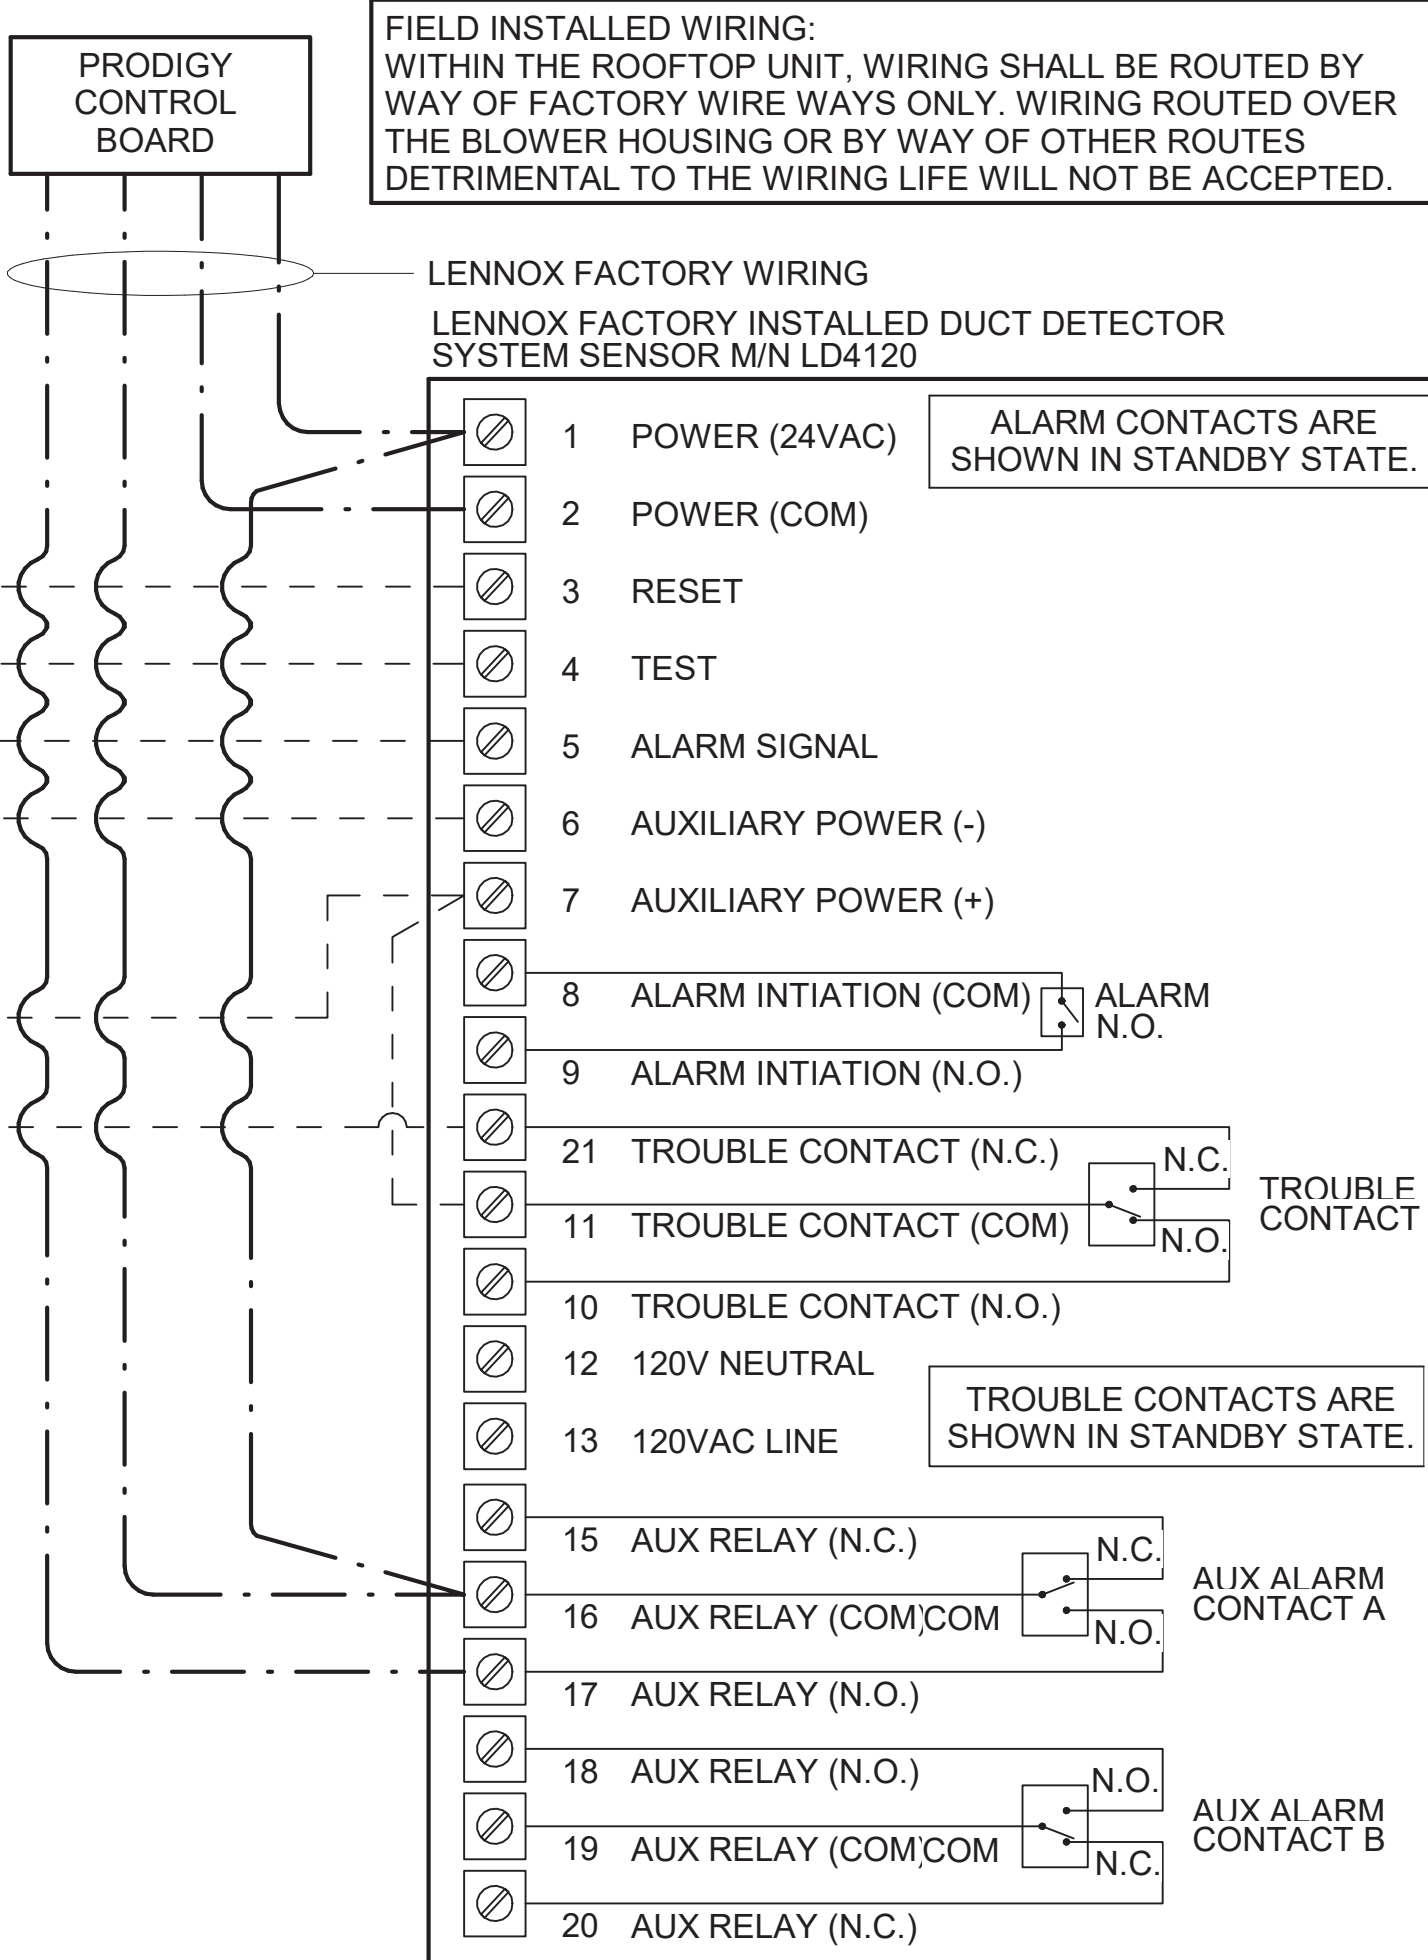 PRODIGY
CONTROL
BOARD
FIELD INSTALLED WIRING:
WITHIN THE ROOFTOP UNIT, WIRING SHALL BE ROUTED BY
WAY OF FACTORY WIRE WAYS ONLY. WIRING ROUTED OVER
THE BLOWER HOUSING OR BY WAY OF OTHER ROUTES
DETRIMENTAL TO THE WIRING LIFE WILL NOT BE ACCEPTED.
LENNOX FACTORY WIRING
LENNOX FACTORY INSTALLED DUCT DETECTOR
SYSTEM SENSOR M/N LD4120
ALARM CONTACTS ARE
SHOWN IN STANDBY STATE.
1 POWER (24VAC)
2 POWER (COM)
3 RESET
4 TEST
5 ALARM SIGNAL
6 AUXILIARY POWER (-)
7 AUXILIARY POWER (+)
8 ALARM INTIATION (COM)
ALARM
N.O.
9 ALARM INTIATION (N.O.)
21 TROUBLE CONTACT (N.C.)
N.C.
TROUBLE
CONTACT
11 TROUBLE CONTACT (COM)
N.O.
10 TROUBLE CONTACT (N.O.)
12 120V NEUTRAL
13 120VAC LINE
TROUBLE CONTACTS ARE
SHOWN IN STANDBY STATE.
15 AUX RELAY (N.C.)
N.C.
AUX ALARM
CONTACT A
16 AUX RELAY (COM) COM
N.O.
17 AUX RELAY (N.O.)
18 AUX RELAY (N.O.)
N.O.
AUX ALARM
CONTACT B
19 AUX RELAY (COM) COM
N.C.
20 AUX RELAY (N.C.)